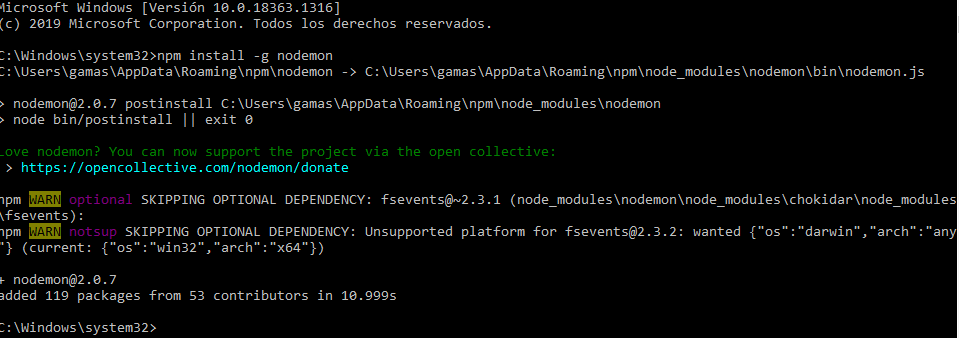 Microsoft Windows [Versión 10.0.18363.1316]
(c) 2019 Microsoft Corporation. Todos los derechos reservados.
C:\Windows\system32>npm install -g nodemon
C:\Users\gamas\AppData\Roaming\npm\nodemon -> C:\Users\gamas\AppData\Roaming\npm\node_modules\nodemon\bin\nodemon.js
> nodemon@2.0.7 postinstall C:\Users\gamas\AppData\Roaming\npm\node_modules\nodemon
> node bin/postinstall || exit 0
Love nodemon? You can now support the project via the open collective:
> https://opencollective.com/nodemon/donate
npm WARN optional SKIPPING OPTIONAL DEPENDENCY: fsevents@~2.3.1 (node_modules\nodemon\node_modules\chokidar\node_modules
\fsevents):
npm WARN notsup SKIPPING OPTIONAL DEPENDENCY: Unsupported platform for fsevents@2.3.2: wanted {"os":"darwin","arch":"any
"} (current: {"os":"win32","arch":"x64"})
+ nodemon@2.0.7
added 119 packages from 53 contributors in 10.999s
C:\Windows\system32>